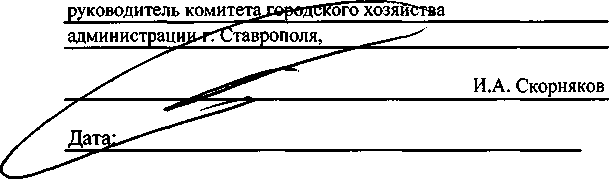 руководитель комитета городского хозяйства
администрации г. Ставрополя,
И.А. Скорняков
Дата: